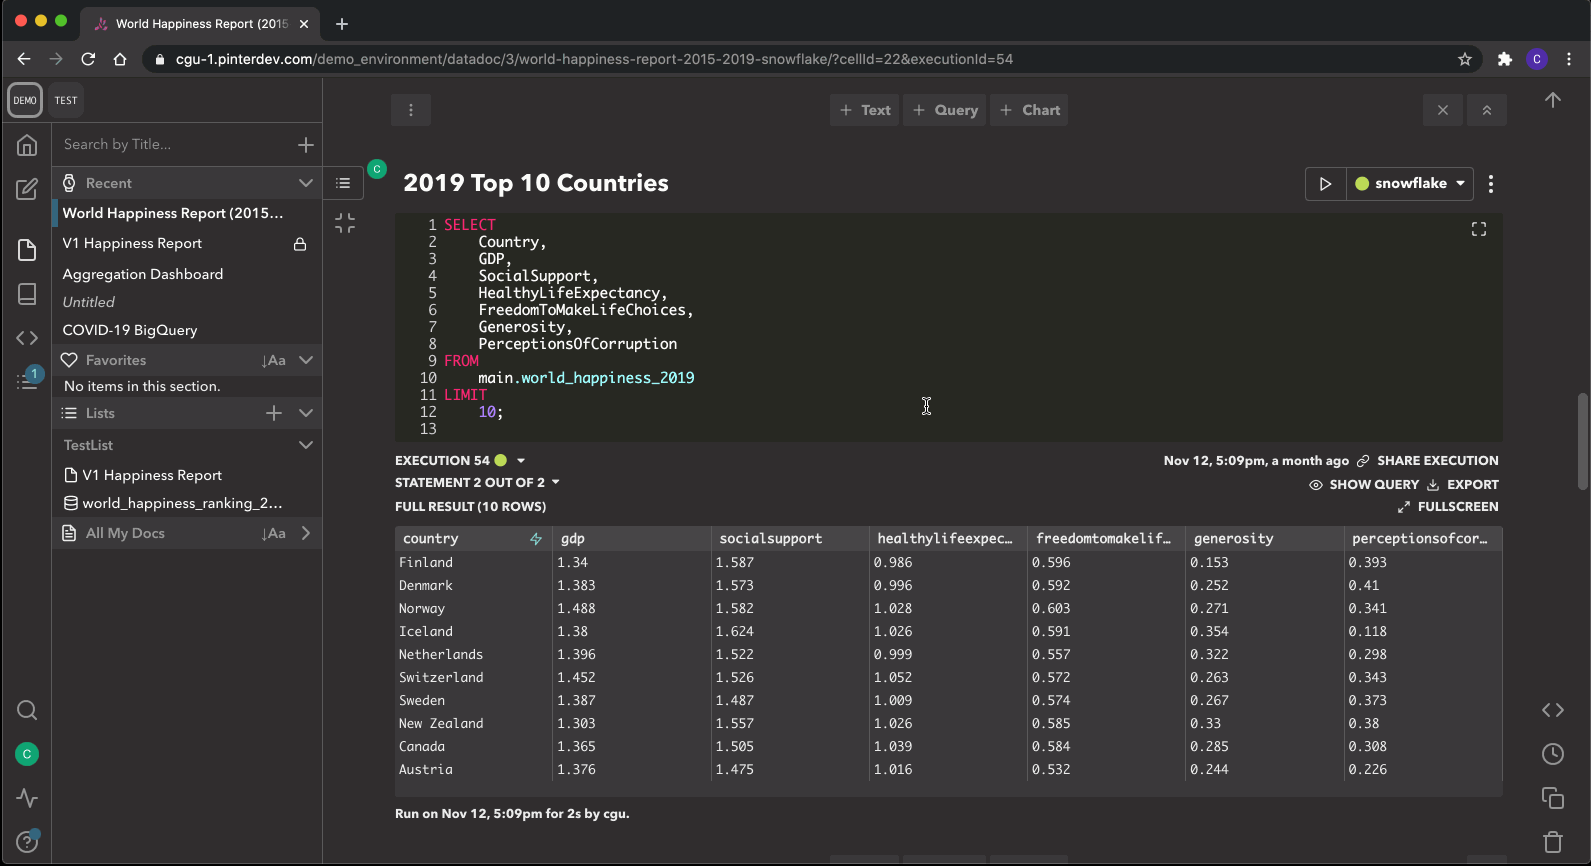 World Happiness Report (2015
cgu-1.pinterdev.com/demo_environment/datadoc/3/world-happiness-report-2015-2019-snowflake/?cellId=22&executionId=54
C
DEMO
TEST
Text
Query
Chart
Search by Title...
Recent
World Happiness Report (2015...
V1 Happiness Report
Aggregation Dashboard
Untitled
COVID-19 BigQuery
1
Favorites
↓Aa
No items in this section.
Lists
TestList
V1 Happiness Report
world_happiness_ranking_2...
All My Docs
↓Aa
C
C
2019 Top 10 Countries
snowflake
1 SELECT
2 Country,
3 GDP,
4 SocialSupport,
5 HealthyLifeExpectancy,
6 FreedomToMakeLifeChoices,
7 Generosity,
8 PerceptionsOfCorruption
9 FROM
10 main.world_happiness_2019
11 LIMIT
12 10;
13
EXECUTION 54
Nov 12, 5:09pm, a month ago SHARE EXECUTION
STATEMENT 2 OUT OF 2
SHOW QUERY EXPORT
FULL RESULT (10 ROWS)
FULLSCREEN
country gdp socialsupport healthylifeexpec... freedomtomakelif... generosity perceptionsofcor...
Finland 1.34 1.587 0.986 0.596 0.153 0.393
Denmark 1.383 1.573 0.996 0.592 0.252 0.41
Norway 1.488 1.582 1.028 0.603 0.271 0.341
Iceland 1.38 1.624 1.026 0.591 0.354 0.118
Netherlands 1.396 1.522 0.999 0.557 0.322 0.298
Switzerland 1.452 1.526 1.052 0.572 0.263 0.343
Sweden 1.387 1.487 1.009 0.574 0.267 0.373
New Zealand 1.303 1.557 1.026 0.585 0.33 0.38
Canada 1.365 1.505 1.039 0.584 0.285 0.308
Austria 1.376 1.475 1.016 0.532 0.244 0.226
Run on Nov 12, 5:09pm for 2s by cgu.